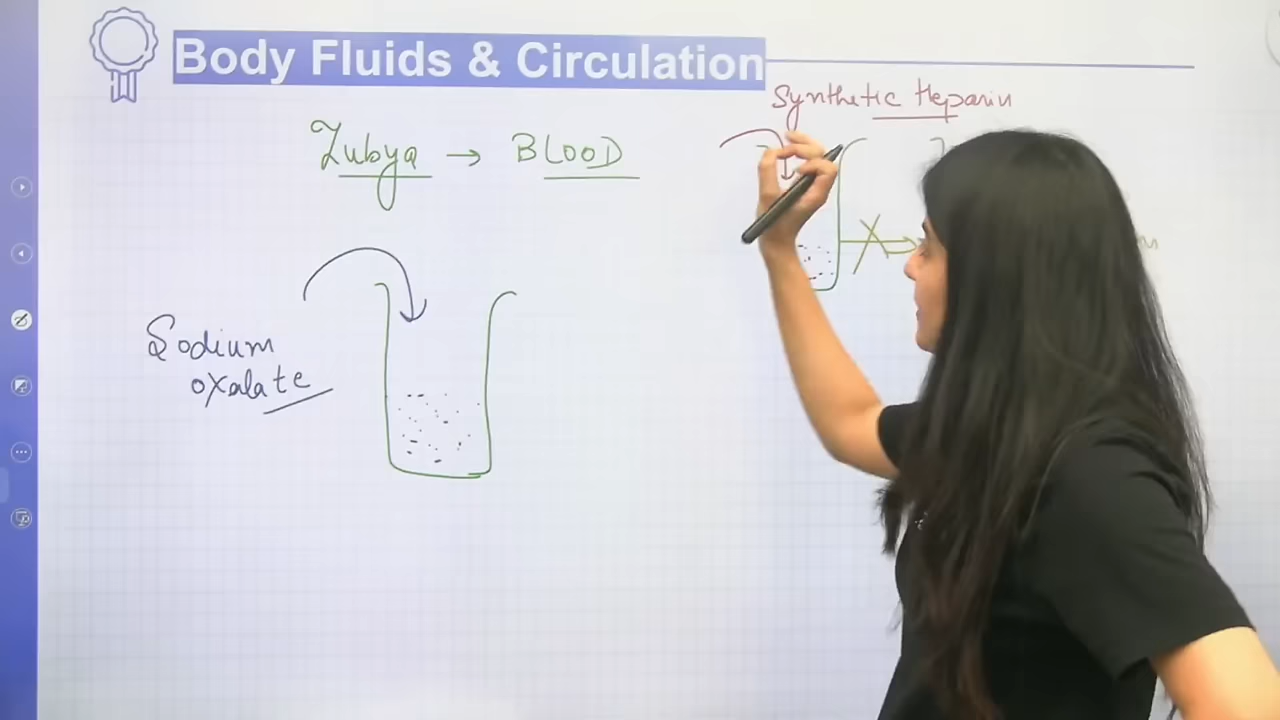 Body Fluids & Circulation
Synthetic Heparin
Zubya → BLOOD
Sodium
oxalate